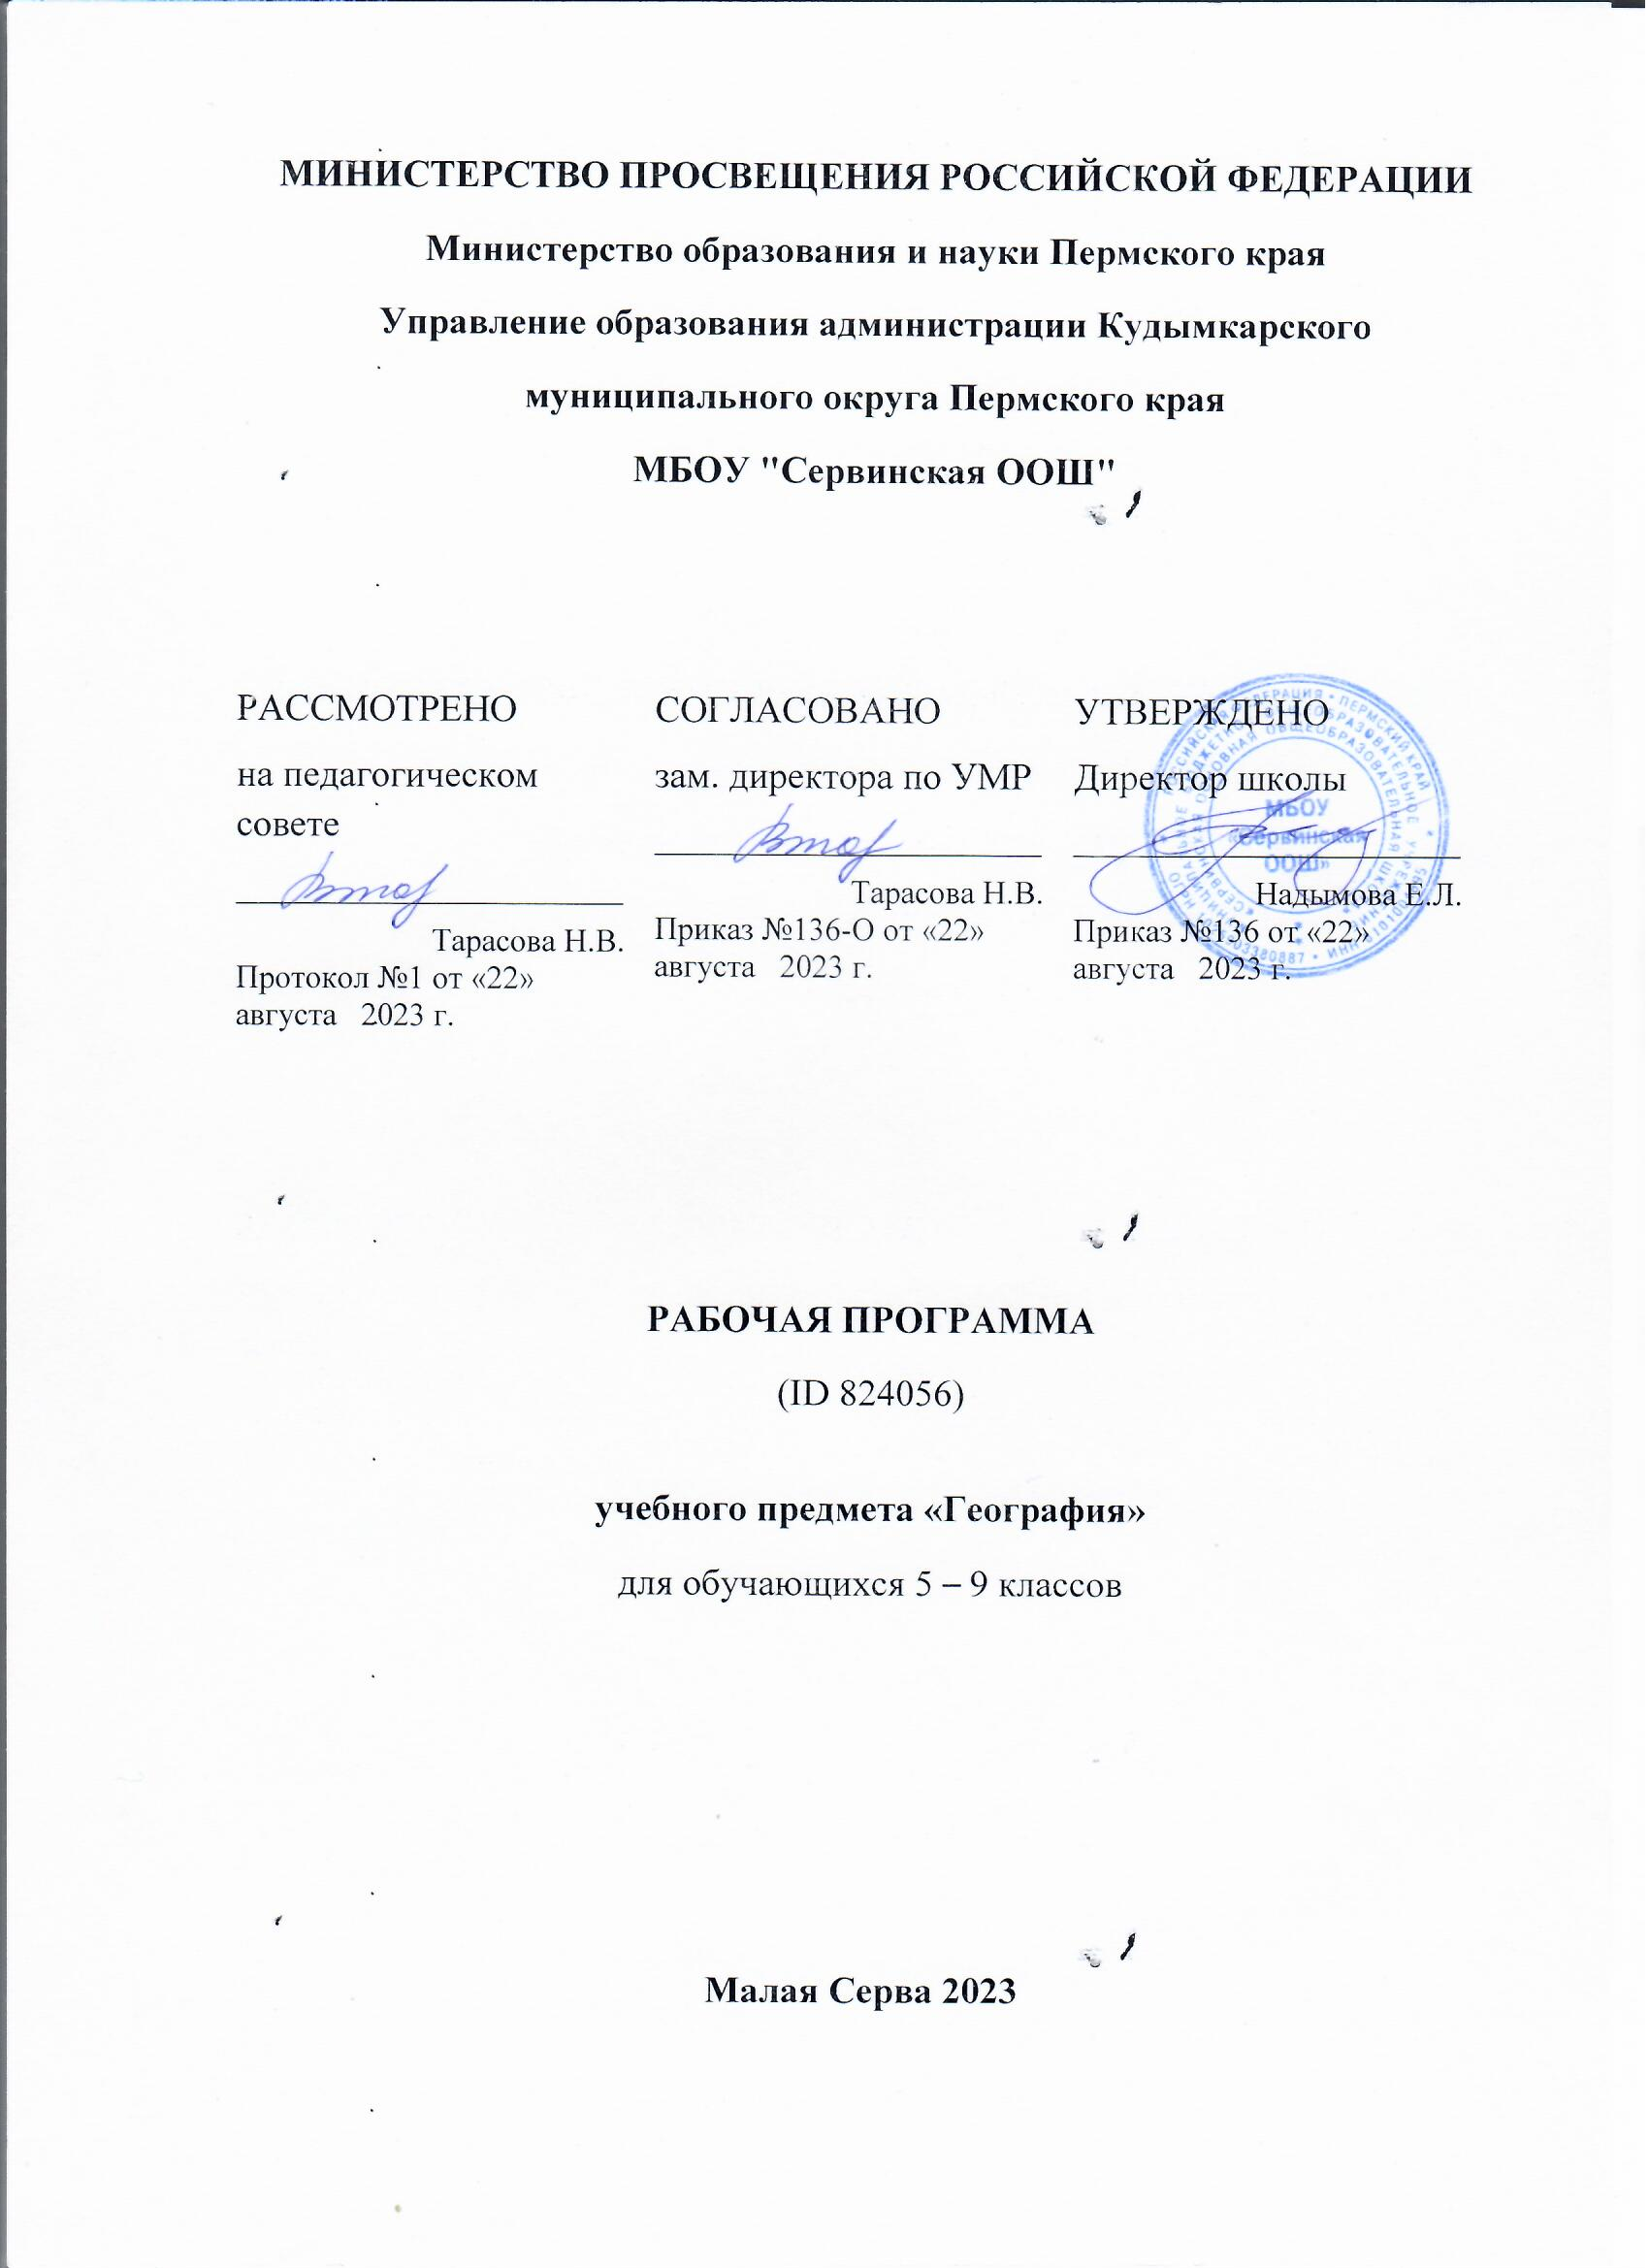 МИНИСТЕРСТВО ПРОСВЕЩЕНИЯ РОССИЙСКОЙ ФЕДЕРАЦИИ
Министерство образования и науки Пермского края
Управление образования администрации Кудымкарского
муниципального округа Пермского края
МБОУ "Сервинская ООШ"
РАССМОТРЕНО
на педагогическом
совете
Тарасова Н.В.
Протокол №1 от «22»
августа 2023 г.
СОГЛАСОВАНО
зам. директора по УМР
Тарасова Н.В.
Приказ №136-О от «22»
августа 2023 г.
УТВЕРЖДЕНО
Директор школы
Надымова Е.Л.
Приказ №136 от «22»
августа 2023 г.
МБОУ
«Сервинская
ООШ»
РАБОЧАЯ ПРОГРАММА
(ID 824056)
учебного предмета «География»
для обучающихся 5 – 9 классов
Малая Серва 2023